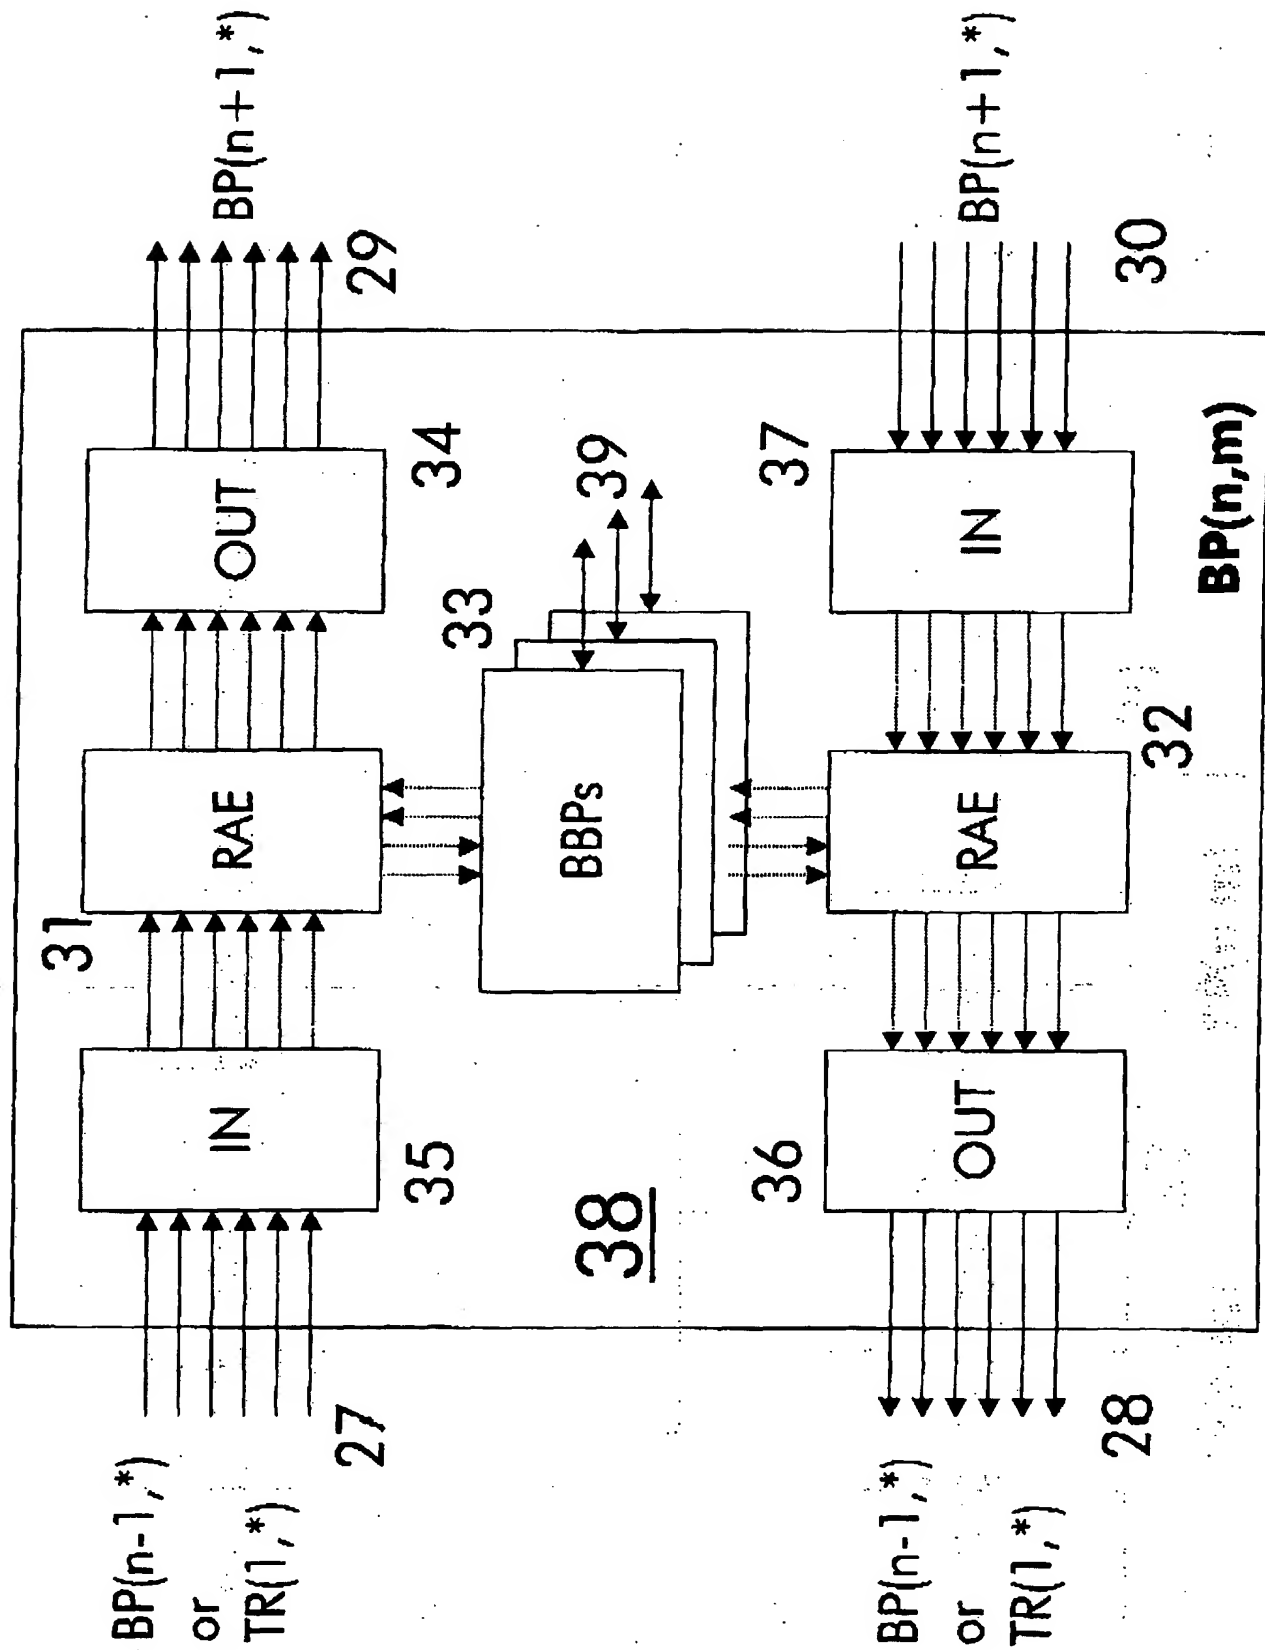 BP(n-1,*)
or
TR(1,*)
27
IN
35
31
RAE
OUT
34
29
BP(n+1,*)
38
BBPs
33
39
BP(n-1,*)
or
TR(1,*)
28
36
OUT
RAE
32
37
IN
30
BP(n+1,*)
BP(n,m)